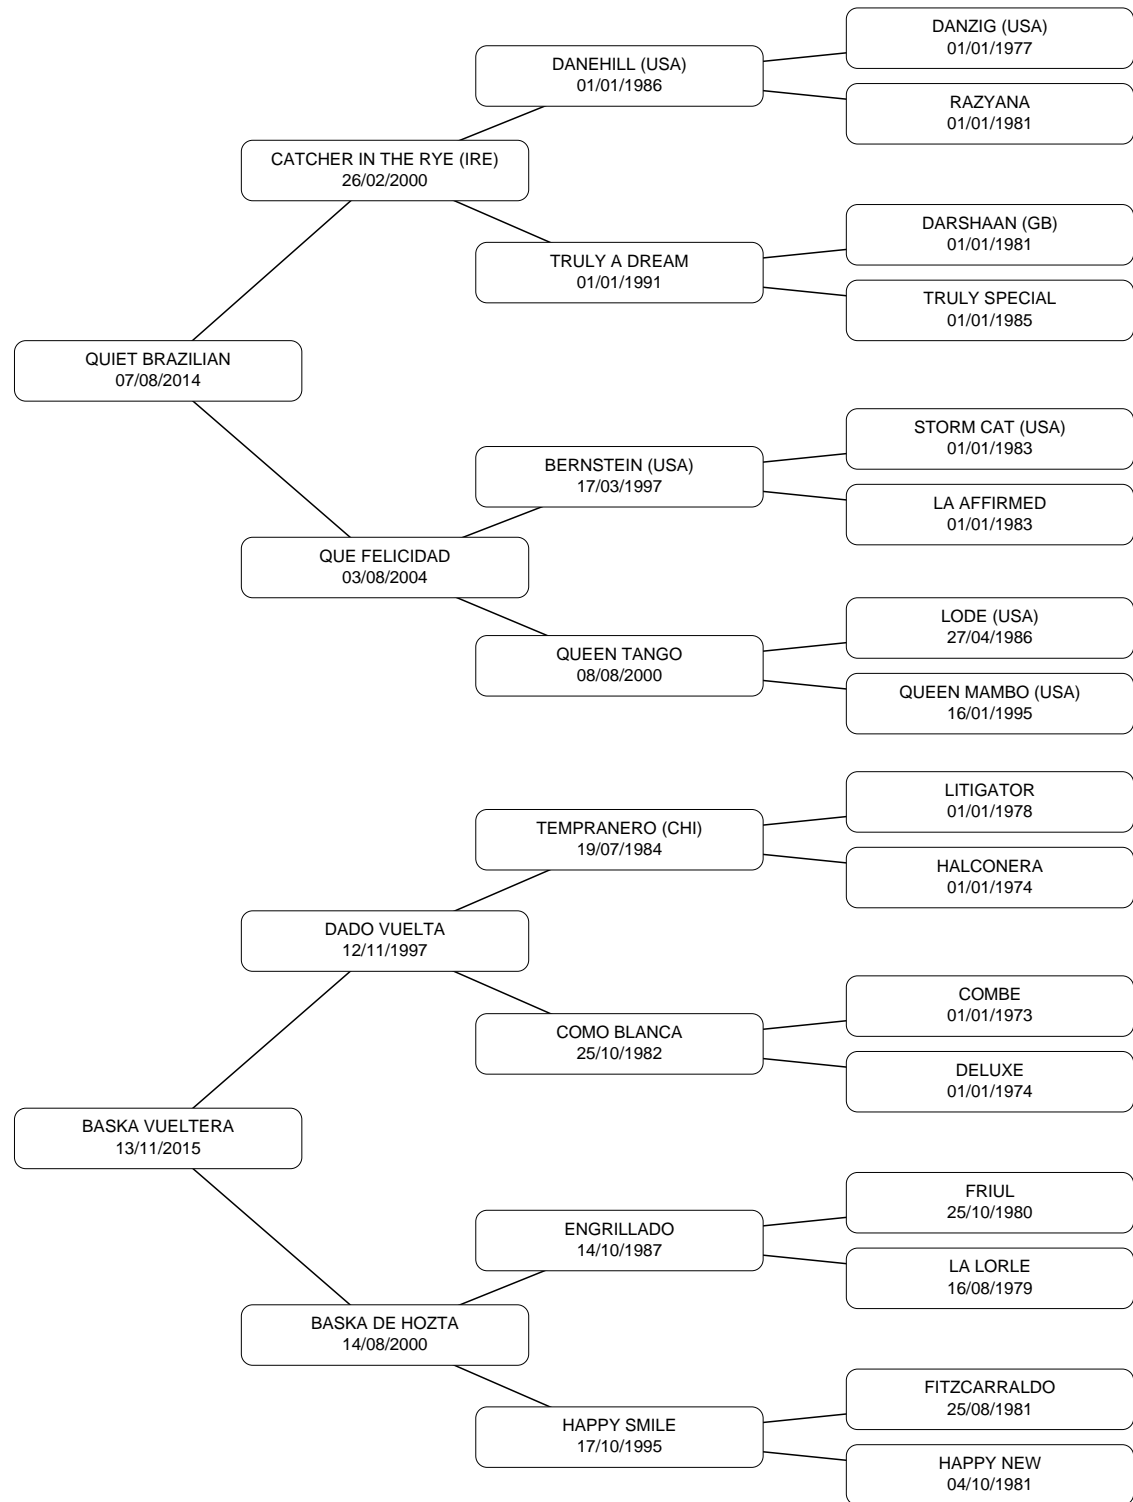 DANZIG (USA)
01/01/1977
DANEHILL (USA)
01/01/1986
RAZYANA
01/01/1981
CATCHER IN THE RYE (IRE)
26/02/2000
DARSHAAN (GB)
01/01/1981
TRULY A DREAM
01/01/1991
TRULY SPECIAL
01/01/1985
QUIET BRAZILIAN
07/08/2014
STORM CAT (USA)
01/01/1983
BERNSTEIN (USA)
17/03/1997
LA AFFIRMED
01/01/1983
QUE FELICIDAD
03/08/2004
LODE (USA)
27/04/1986
QUEEN TANGO
08/08/2000
QUEEN MAMBO (USA)
16/01/1995
LITIGATOR
01/01/1978
TEMPRANERO (CHI)
19/07/1984
HALCONERA
01/01/1974
DADO VUELTA
12/11/1997
COMBE
01/01/1973
COMO BLANCA
25/10/1982
DELUXE
01/01/1974
BASKA VUELTERA
13/11/2015
FRIUL
25/10/1980
ENGRILLADO
14/10/1987
LA LORLE
16/08/1979
BASKA DE HOZTA
14/08/2000
FITZCARRALDO
25/08/1981
HAPPY SMILE
17/10/1995
HAPPY NEW
04/10/1981